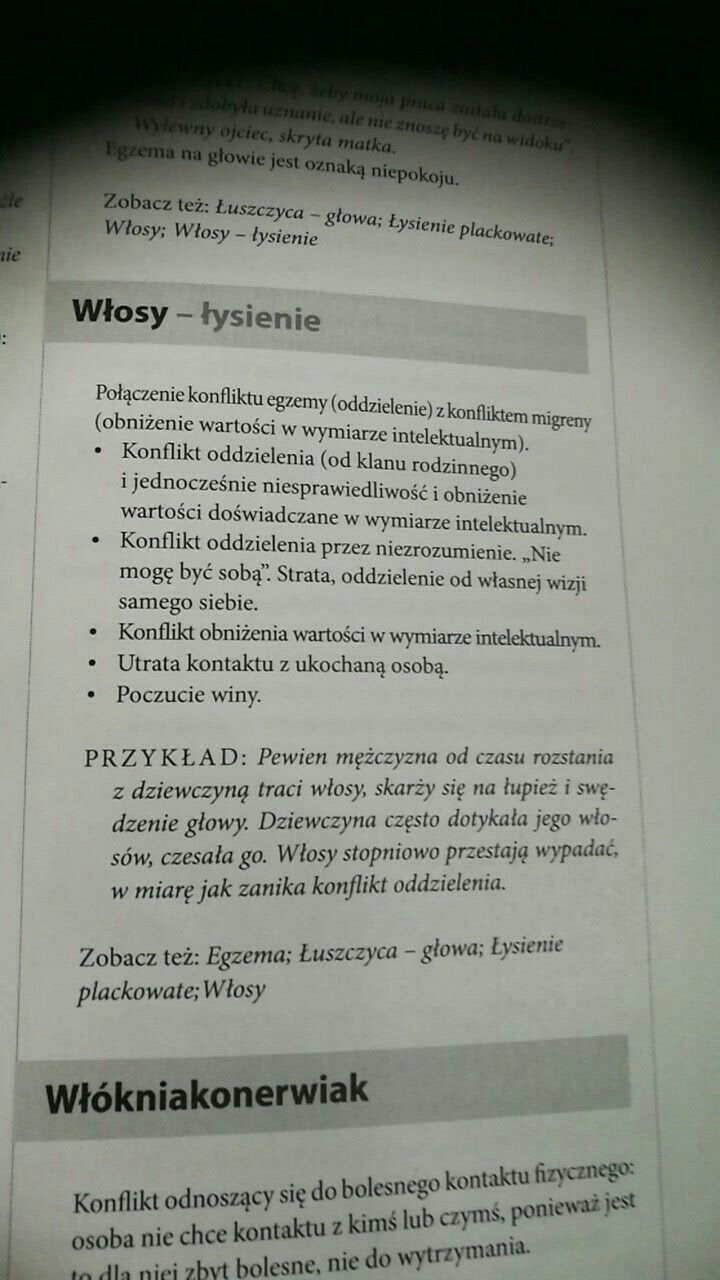 żeby moja praca została
zdobyła uznanie, ale nie znoszę być na widoku".
Wylewny ojciec, skryta matka.
Egzema na głowie jest oznaką niepokoju.
Zobacz też: Łuszczyca – głowa; Łysienie plackowate;
Włosy; Włosy – łysienie
Włosy – łysienie
Połączenie konfliktu egzemy (oddzielenie) z konfliktem migreny
(obniżenie wartości w wymiarze intelektualnym).
• Konflikt oddzielenia (od klanu rodzinnego)
i jednocześnie niesprawiedliwość i obniżenie
wartości doświadczane w wymiarze intelektualnym.
• Konflikt oddzielenia przez niezrozumienie. „Nie
mogę być sobą”. Strata, oddzielenie od własnej wizji
samego siebie.
• Konflikt obniżenia wartości w wymiarze intelektualnym.
• Utrata kontaktu z ukochaną osobą.
• Poczucie winy.
PRZYKŁAD: Pewien mężczyzna od czasu rozstania
z dziewczyną traci włosy, skarży się na łupież i swę-
dzenie głowy. Dziewczyna często dotykała jego wło-
sów, czesała go. Włosy stopniowo przestają wypadać,
w miarę jak zanika konflikt oddzielenia.
Zobacz też: Egzema; Łuszczyca – głowa; Łysienie
plackowate; Włosy
Włókniakonerwiak
Konflikt odnoszący się do bolesnego kontaktu fizycznego:
osoba nie chce kontaktu z kimś lub czymś, ponieważ jest
to dla niej zbyt bolesne, nie do wytrzymania.